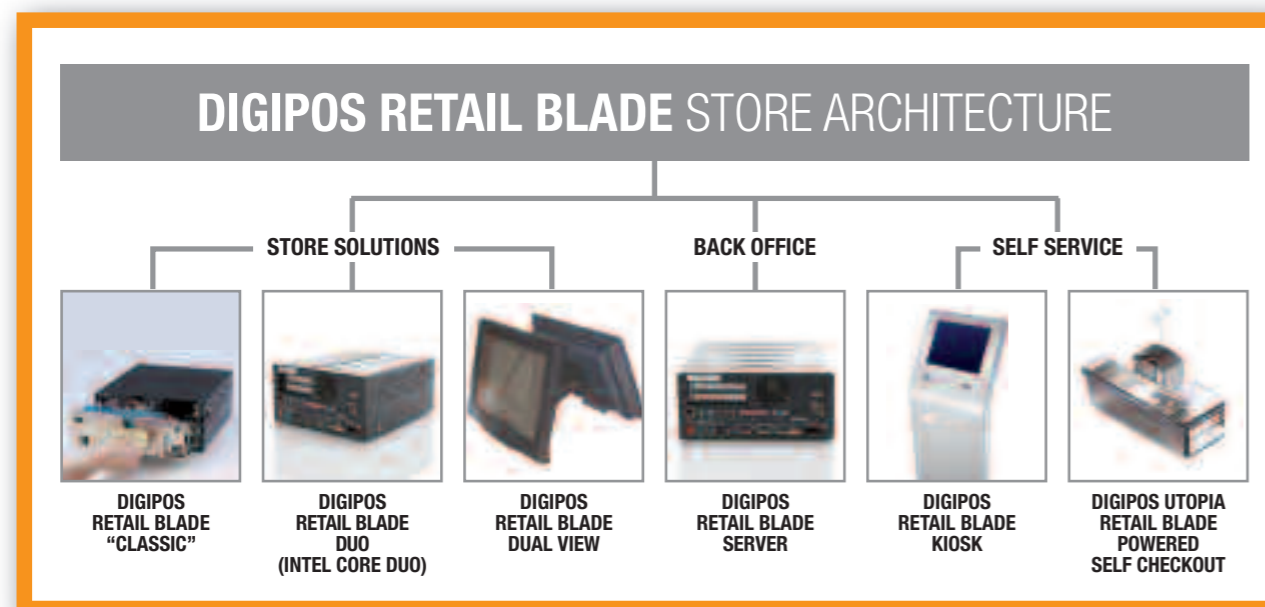 DIGIPOS RETAIL BLADE STORE ARCHITECTURE
STORE SOLUTIONS
BACK OFFICE
SELF SERVICE
DIGIPOS
RETAIL BLADE
“CLASSIC”
DIGIPOS
RETAIL BLADE
DUO
(INTEL CORE DUO)
DIGIPOS
RETAIL BLADE
DUAL VIEW
DIGIPOS
RETAIL BLADE
SERVER
DIGIPOS
RETAIL BLADE
KIOSK
DIGIPOS UTOPIA
RETAIL BLADE
POWERED
SELF CHECKOUT